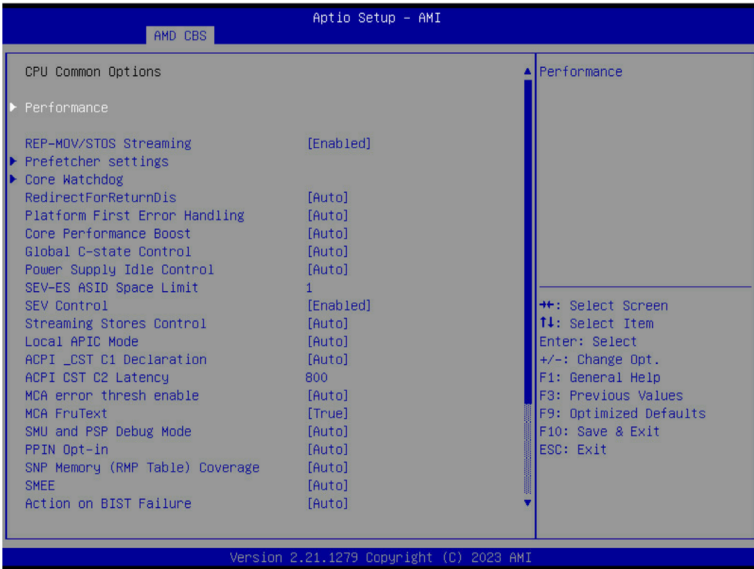 Aptio Setup – AMI
AMD CBS
CPU Common Options
Performance
REP-MOV/STOS Streaming [Enabled]
Prefetcher settings
Core Watchdog
RedirectForReturnDis [Auto]
Platform First Error Handling [Auto]
Core Performance Boost [Auto]
Global C-state Control [Auto]
Power Supply Idle Control [Auto]
SEV-ES ASID Space Limit 1
SEV Control [Enabled]
Streaming Stores Control [Auto]
Local APIC Mode [Auto]
ACPI _CST C1 Declaration [Auto]
ACPI CST C2 Latency 800
MCA error thresh enable [Auto]
MCA FruText [True]
SMU and PSP Debug Mode [Auto]
PPIN Opt-in [Auto]
SNP Memory (RMP Table) Coverage [Auto]
SMEE [Auto]
Action on BIST Failure [Auto]
Performance
→←: Select Screen
↑↓: Select Item
Enter: Select
+/-: Change Opt.
F1: General Help
F3: Previous Values
F9: Optimized Defaults
F10: Save & Exit
ESC: Exit
Version 2.21.1279 Copyright (C) 2023 AMI